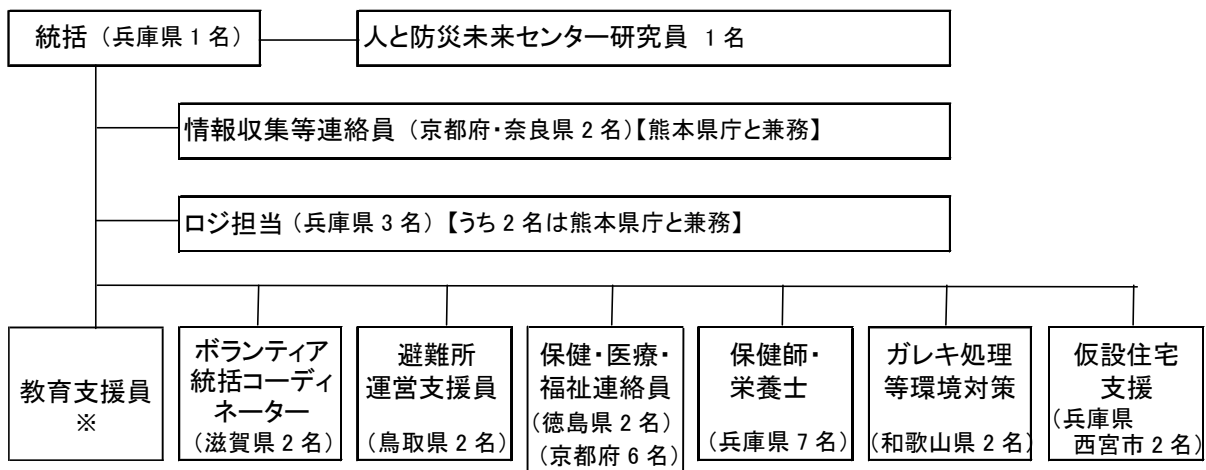 統括（兵庫県1名）
人と防災未来センター研究員 1名
情報収集等連絡員（京都府・奈良県2名）【熊本県庁と兼務】
ロジ担当（兵庫県3名）【うち2名は熊本県庁と兼務】
教育支援員
※
ボランティア
統括コーディ
ネーター
（滋賀県2名）
避難所
運営支援員
（鳥取県2名）
保健・医療・
福祉連絡員
（徳島県2名）
（京都府6名）
保健師・
栄養士
（兵庫県7名）
ガレキ処理
等環境対策
（和歌山県2名）
仮設住宅
支援
（兵庫県
西宮市2名）